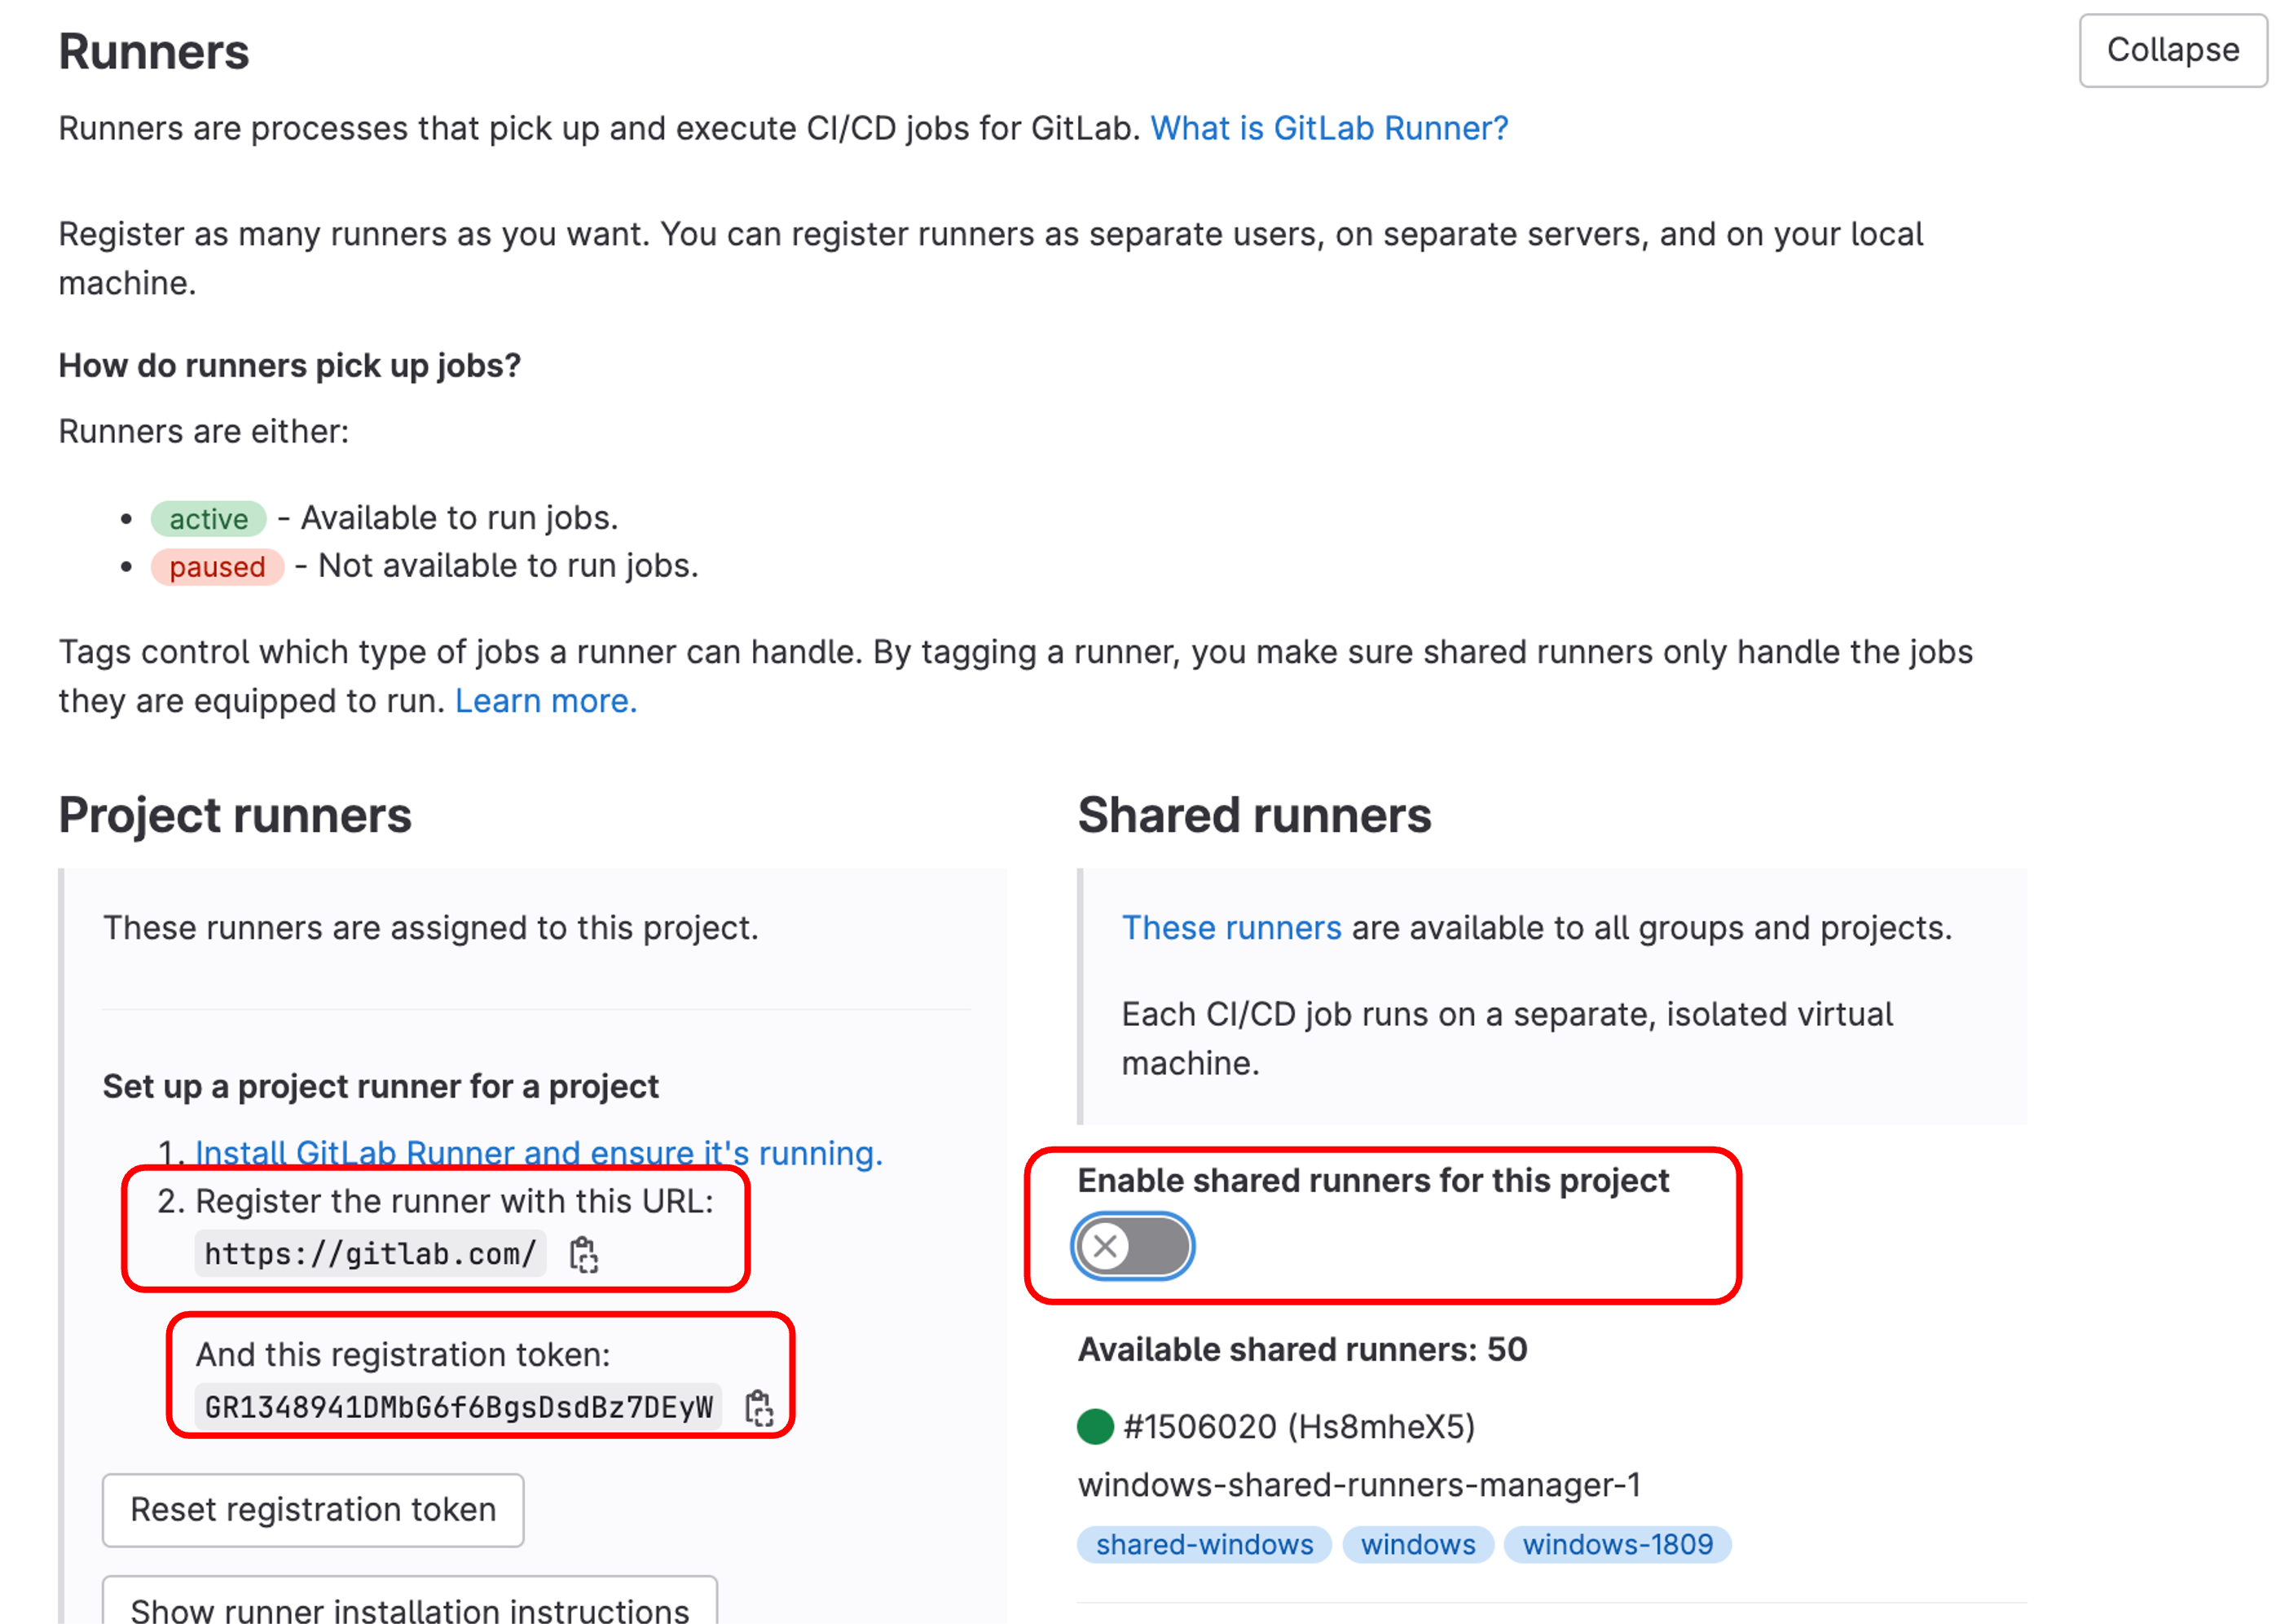 Runners
Collapse
Runners are processes that pick up and execute CI/CD jobs for GitLab. What is GitLab Runner?
Register as many runners as you want. You can register runners as separate users, on separate servers, and on your local
machine.
How do runners pick up jobs?
Runners are either:
• active - Available to run jobs.
• paused - Not available to run jobs.
Tags control which type of jobs a runner can handle. By tagging a runner, you make sure shared runners only handle the jobs
they are equipped to run. Learn more.
Project runners
These runners are assigned to this project.
Set up a project runner for a project
1. Install GitLab Runner and ensure it's running.
2. Register the runner with this URL:
https://gitlab.com/
And this registration token:
GR1348941DMbG6f6BgsDsdBz7DEyW
Reset registration token
Show runner installation instructions
Shared runners
These runners are available to all groups and projects.
Each CI/CD job runs on a separate, isolated virtual
machine.
Enable shared runners for this project
Available shared runners: 50
#1506020 (Hs8mheX5)
windows-shared-runners-manager-1
shared-windows windows windows-1809